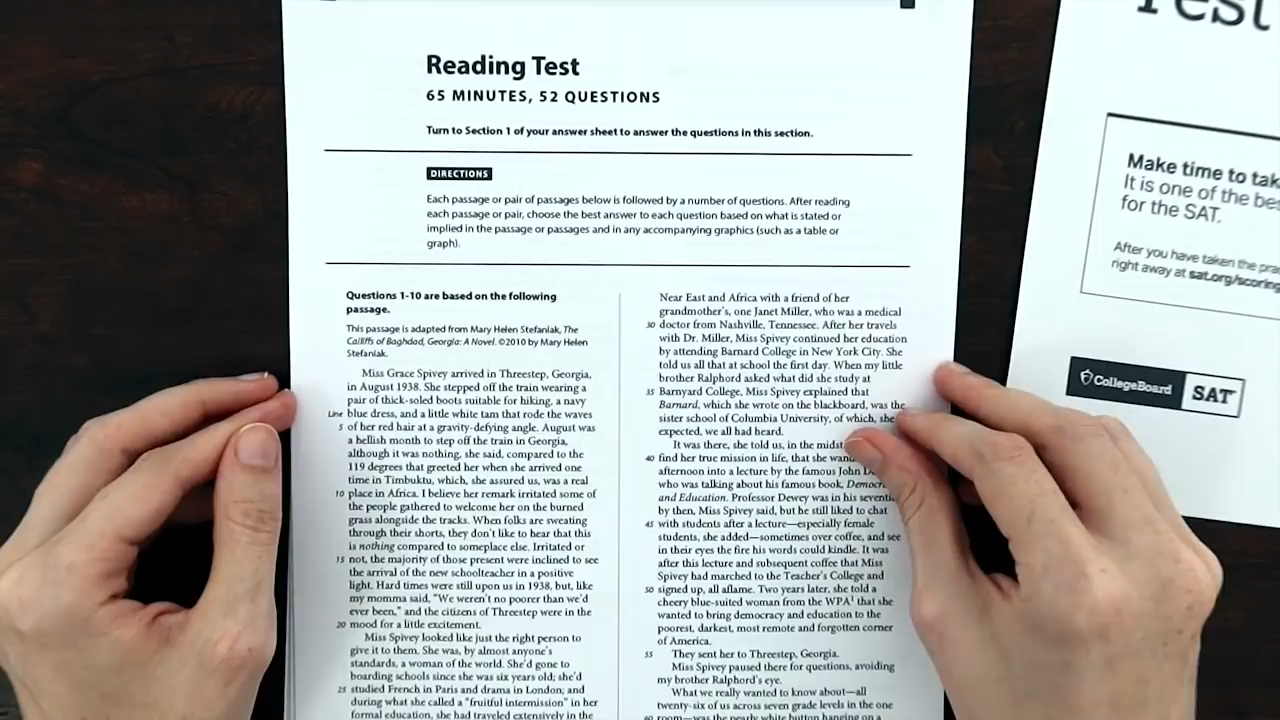 Reading Test
65 MINUTES, 52 QUESTIONS
Turn to Section 1 of your answer sheet to answer the questions in this section.
DIRECTIONS
Each passage or pair of passages below is followed by a number of questions. After reading
each passage or pair, choose the best answer to each question based on what is stated or
implied in the passage or passages and in any accompanying graphics (such as a table or
graph).
Questions 1-10 are based on the following
passage.
This passage is adapted from Mary Helen Stefaniak, The
Califfs of Baghdad, Georgia: A Novel. ©2010 by Mary Helen
Stefaniak.
Miss Grace Spivey arrived in Threestep, Georgia,
in August 1938. She stepped off the train wearing a
pair of thick-soled boots suitable for hiking, a navy
Line blue dress, and a little white tam that rode the waves
5 of her red hair at a gravity-defying angle. August was
a hellish month to step off the train in Georgia,
although it was nothing, she said, compared to the
119 degrees that greeted her when she arrived one
time in Timbuktu, which, she assured us, was a real
10 place in Africa. I believe her remark irritated some of
the people gathered to welcome her on the burned
grass alongside the tracks. When folks are sweating
through their shorts, they don't like to hear that this
is nothing compared to someplace else. Irritated or
15 not, the majority of those present were inclined to see
the arrival of the new schoolteacher in a positive
light. Hard times were still upon us in 1938, but, like
my momma said, "We weren't no poorer than we'd
ever been," and the citizens of Threestep were in the
20 mood for a little excitement.
Miss Spivey looked like just the right person to
give it to them. She was, by almost anyone's
standards, a woman of the world. She'd gone to
boarding schools since she was six years old; she'd
25 studied French in Paris and drama in London; and
during what she called a "fruitful intermission" in her
formal education, she had traveled extensively in the
Near East and Africa with a friend of her
grandmother's, one Janet Miller, who was a medical
30 doctor from Nashville, Tennessee. After her travels
with Dr. Miller, Miss Spivey continued her education
by attending Barnard College in New York City. She
told us all that at school the first day. When my little
brother Ralphord asked what did she study at
35 Barnyard College, Miss Spivey explained that
Barnard, which she wrote on the blackboard, was the
sister school of Columbia University, of which, she
expected, we all had heard.
It was there, she told us, in the midst
40 find her true mission in life, that she
afternoon into a lecture by the famous John
who was talking about his famous book,
and Education. Professor Dewey was in his
by then, Miss Spivey said, but he still liked to chat
45 with students after a lecture—especially female
students, she added—sometimes over coffee, and see
in their eyes the fire his words could kindle. It was
after this lecture and subsequent coffee that Miss
Spivey had marched to the Teacher's College and
50 signed up, all aflame. Two years later, she told a
cheery blue-suited woman from the WPA¹ that she
wanted to bring democracy and education to the
poorest, darkest, most remote and forgotten corner
of America.
55 They sent her to Threestep, Georgia.
Miss Spivey paused there for questions, avoiding
my brother Ralphord's eye.
What we really wanted to know about—all
twenty-six of us across seven grade levels in the one
60 room—was the pearly white button hanging on a
Test
Make time to
It is one of the
for the SAT.
After you have taken the
right away at
CollegeBoard
SAT